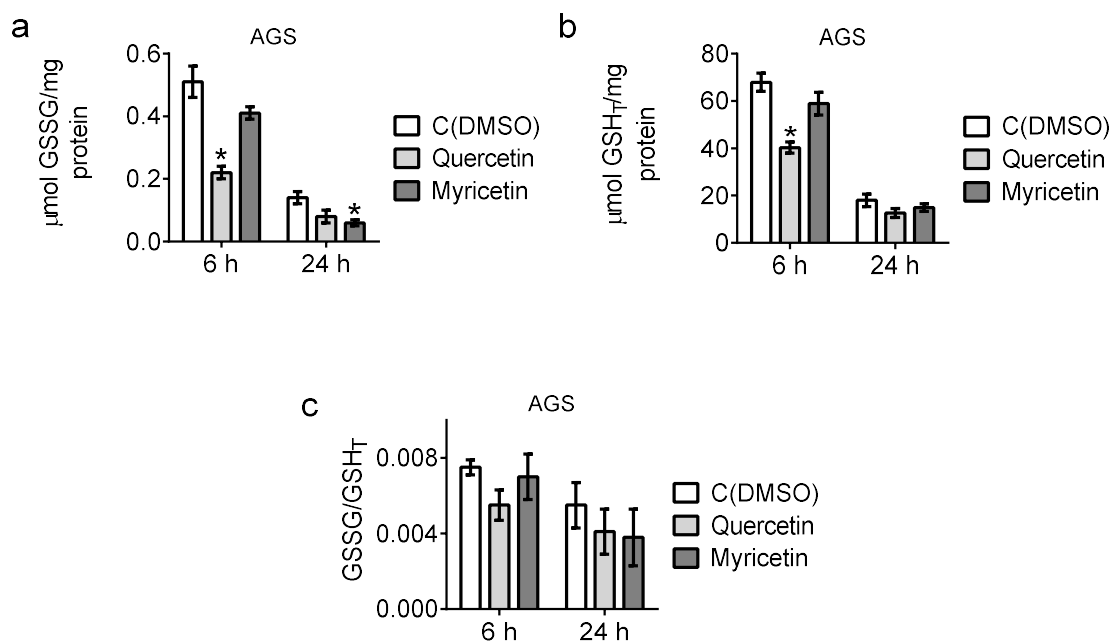 a
AGS
µmol GSSG/mg
protein
0.6
0.4
0.2
0.0
*
*
6 h
24 h
C(DMSO)
Quercetin
Myricetin
b
AGS
µmol GSHT/mg
protein
80
60
40
20
0
*
6 h
24 h
C(DMSO)
Quercetin
Myricetin
c
AGS
GSSG/GSHT
0.008
0.004
0.000
6 h
24 h
C(DMSO)
Quercetin
Myricetin